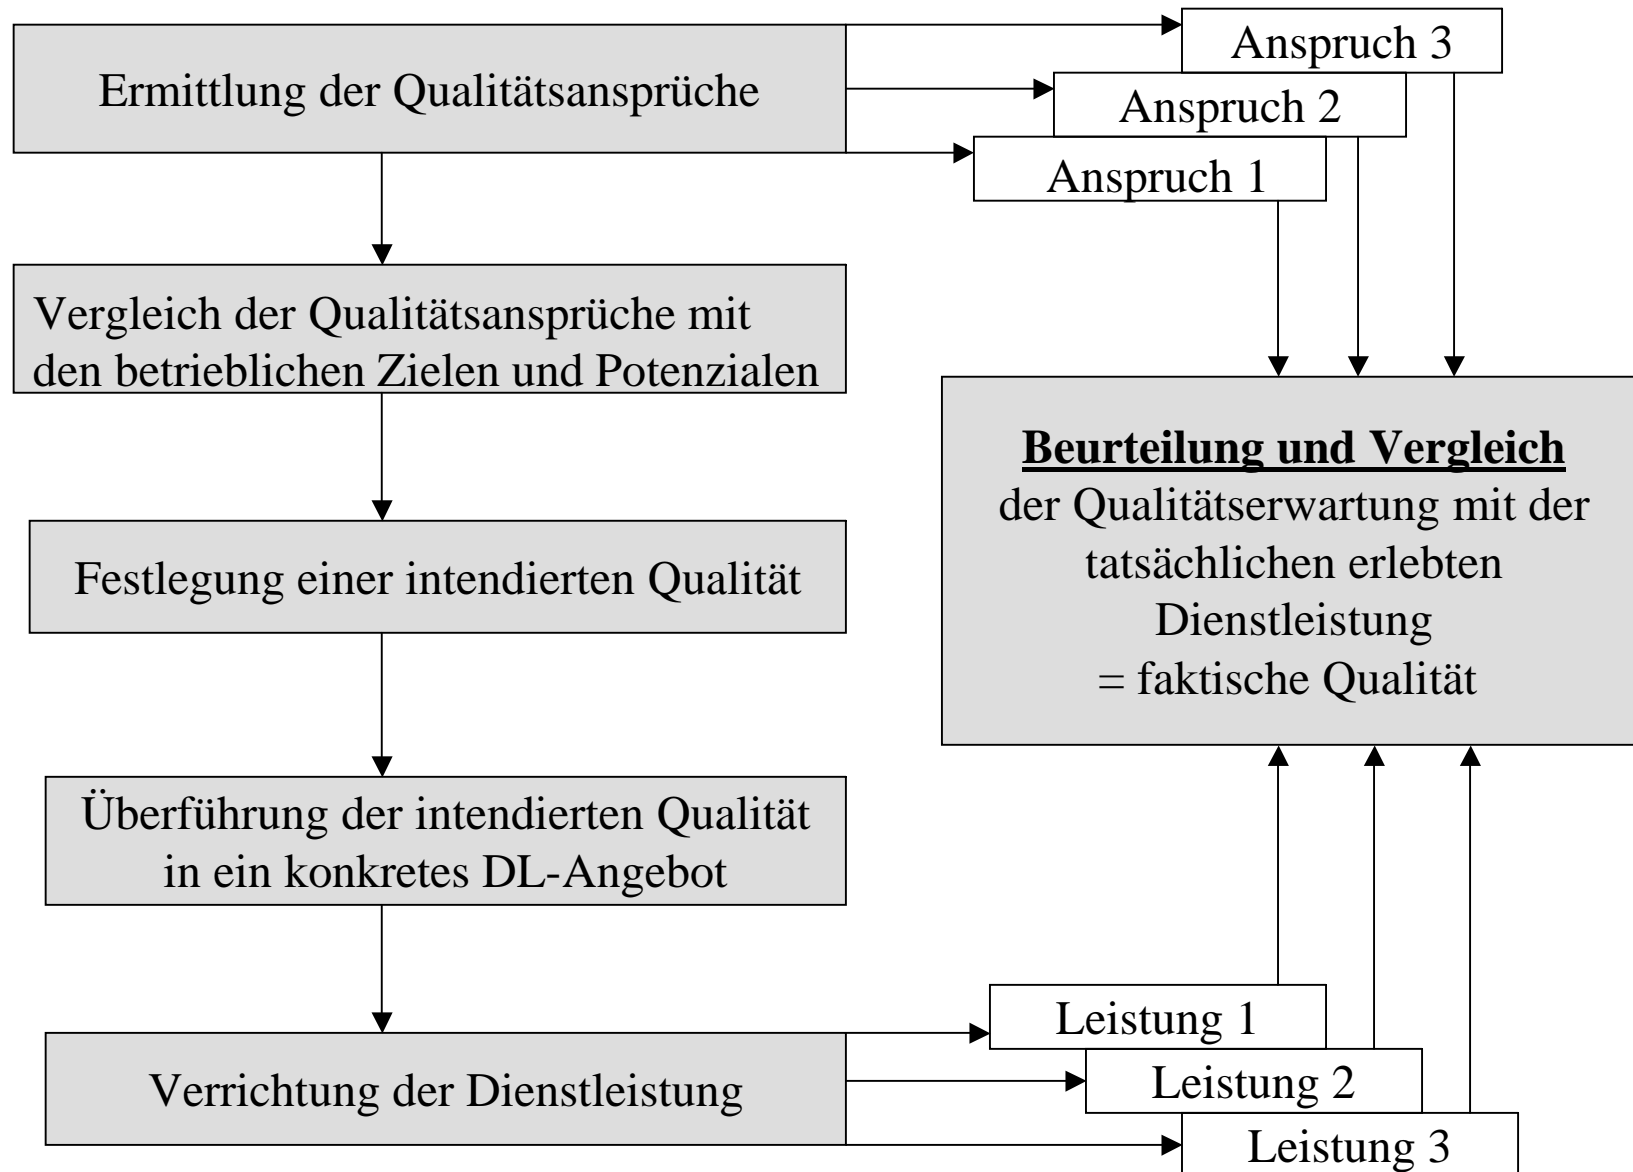 Ermittlung der Qualitätsansprüche
Anspruch 3
Anspruch 2
Anspruch 1
Vergleich der Qualitätsansprüche mit
den betrieblichen Zielen und Potenzialen
Festlegung einer intendierten Qualität
Überführung der intendierten Qualität
in ein konkretes DL-Angebot
Verrichtung der Dienstleistung
Beurteilung und Vergleich
der Qualitätserwartung mit der
tatsächlichen erlebten
Dienstleistung
= faktische Qualität
Leistung 1
Leistung 2
Leistung 3